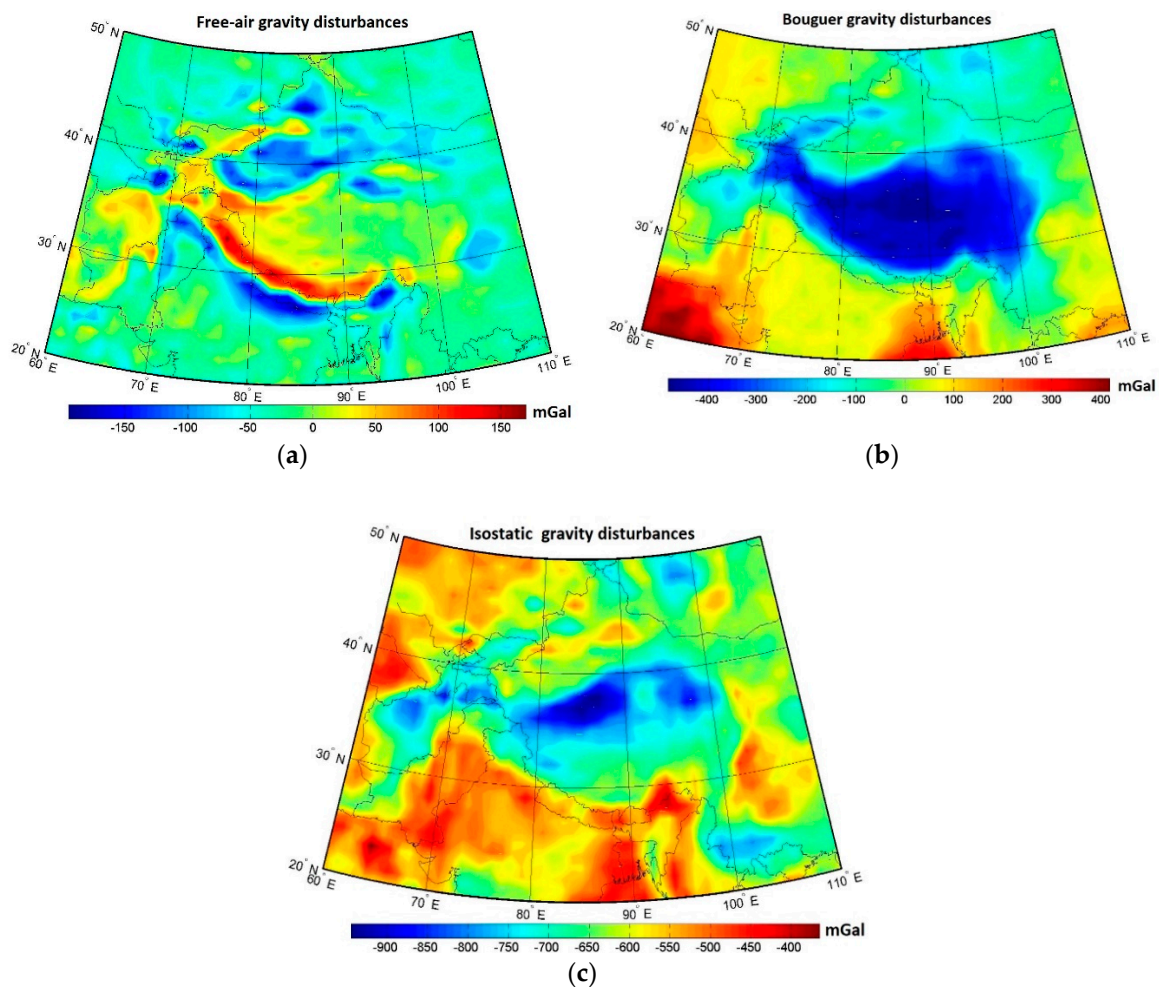 Free-air gravity disturbances
50° N
40° N
30° N
20° N
60° E
70° E
80° E
90° E
100° E
110° E
-150 -100 -50 0 50 100 150 mGal
(a)
Bouguer gravity disturbances
50° N
40° N
30° N
20° N
60° E
70° E
80° E
90° E
100° E
110° E
-400 -300 -200 -100 0 100 200 300 400 mGal
(b)
Isostatic gravity disturbances
50° N
40° N
30° N
20° N
60° E
70° E
80° E
90° E
100° E
110° E
-900 -850 -800 -750 -700 -650 -600 -550 -500 -450 -400 mGal
(c)